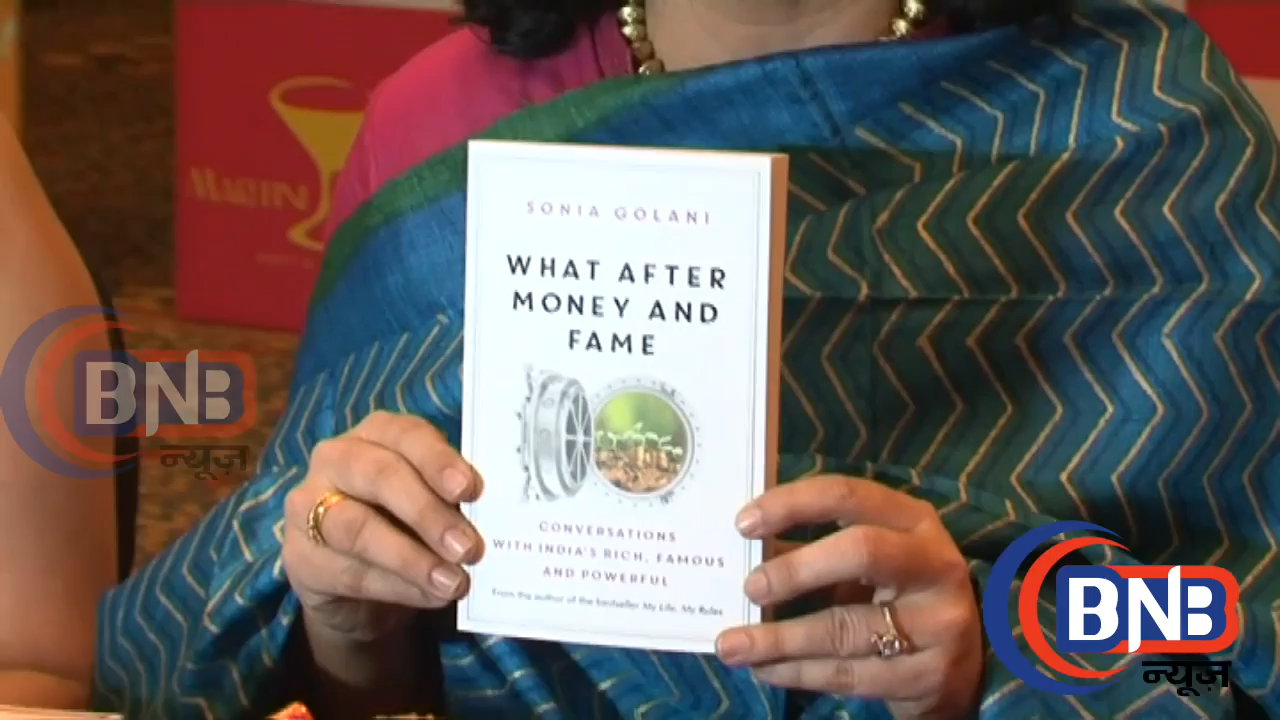 SONIA GOLANI
WHAT AFTER
MONEY AND
FAME
CONVERSATIONS
WITH INDIA'S RICH, FAMOUS
AND POWERFUL
From the author of the bestseller My Life, My Rules
BNB
न्यूज़
BNB
न्यूज़